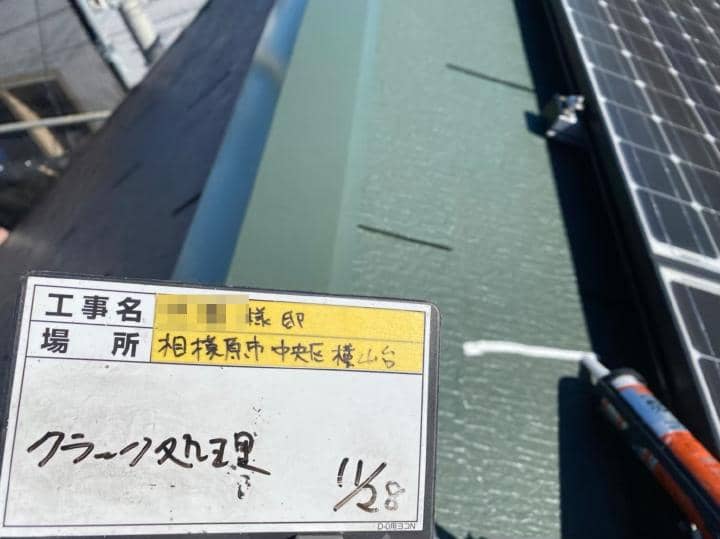 工事名 様邸
場所 相模原市中央区横山台
クラック処理
11/28